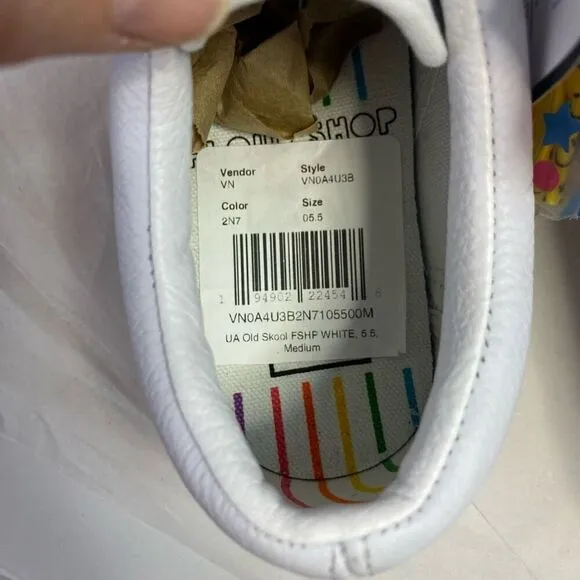 SHOP
Vendor Style
VN VN0A4U3B
Color Size
2N7 05.5
1 94902 22454 6
VN0A4U3B2N7105500M
UA Old Skool FSHP WHITE, 5.5,
Medium